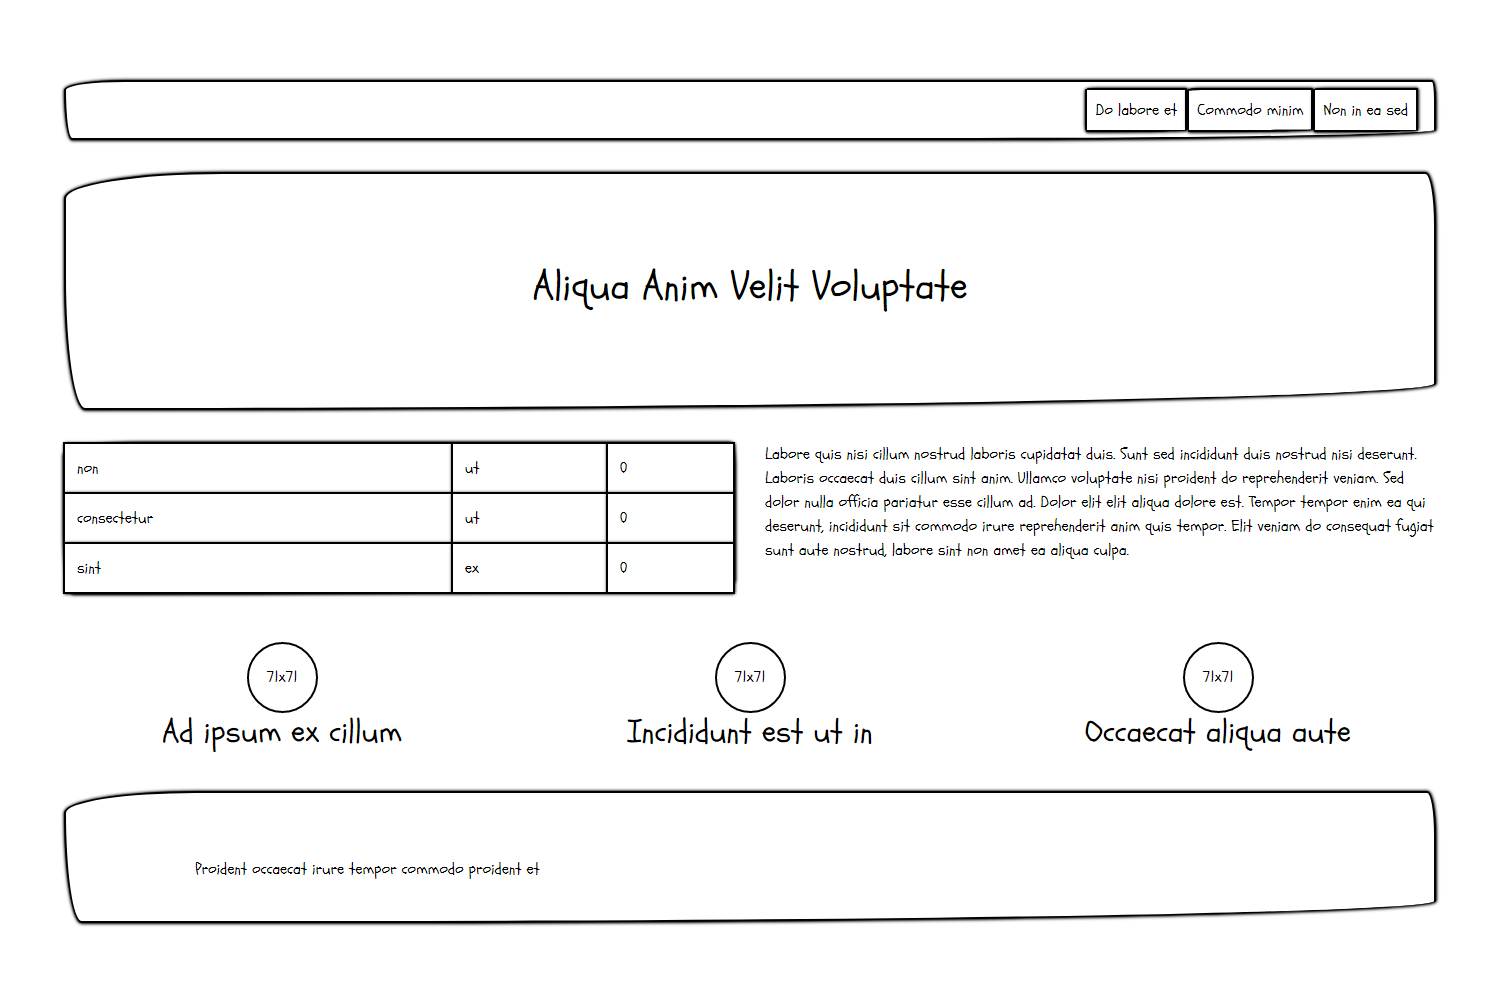 Do labore et
Commodo minim
Non in ea sed
Aliqua Anim Velit Voluptate
non ut 0
consectetur ut 0
sint ex 0
Labore quis nisi cillum nostrud laboris cupidatat duis. Sunt sed incididunt duis nostrud nisi deserunt.
Laboris occaecat duis cillum sint anim. Ullamco voluptate nisi proident do reprehenderit veniam. Sed
dolor nulla officia pariatur esse cillum ad. Dolor elit elit aliqua dolore est. Tempor tempor enim ea qui
deserunt, incididunt sit commodo irure reprehenderit anim quis tempor. Elit veniam do consequat fugiat
sunt aute nostrud, labore sint non amet ea aliqua culpa.
71x71
Ad ipsum ex cillum
71x71
Incididunt est ut in
71x71
Occaecat aliqua aute
Proident occaecat irure tempor commodo proident et